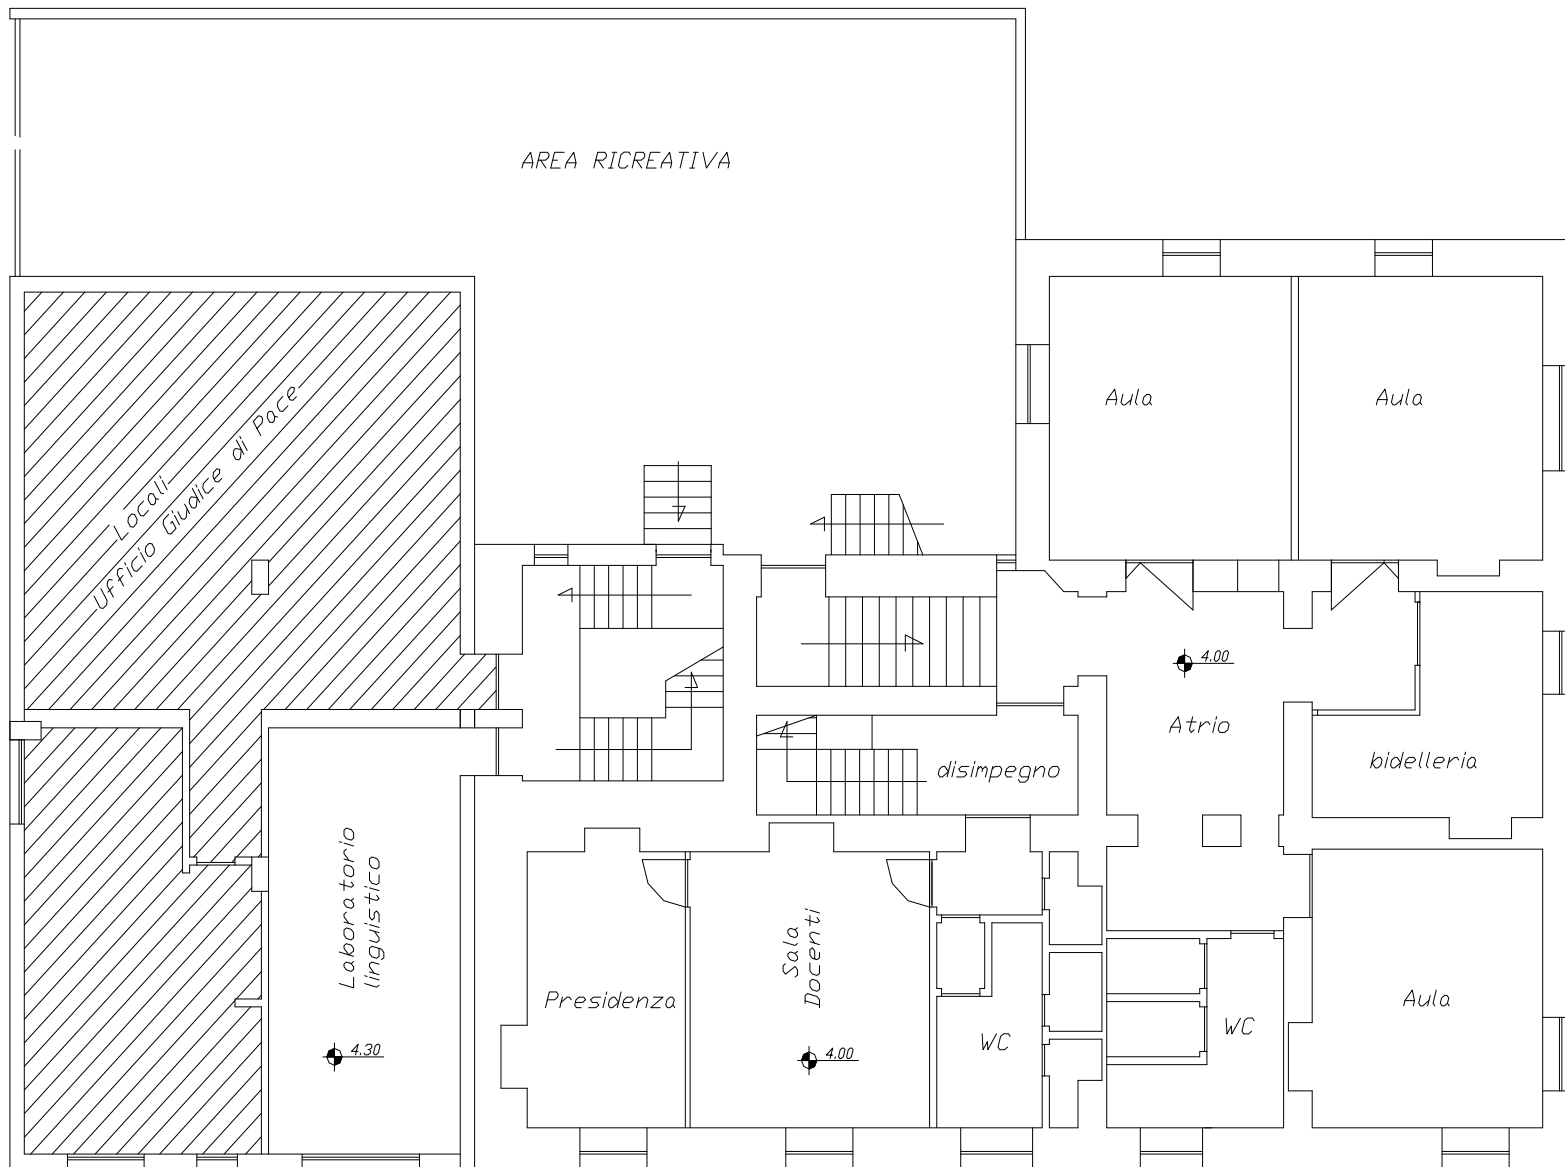 AREA RICREATIVA
Aula
Aula
Locali
Ufficio Giudice di Pace
4.00
Atrio
bidelleria
disimpegno
Laboratorio
linguistico
Sala
Docenti
Presidenza
Aula
WC
WC
4.30
4.00